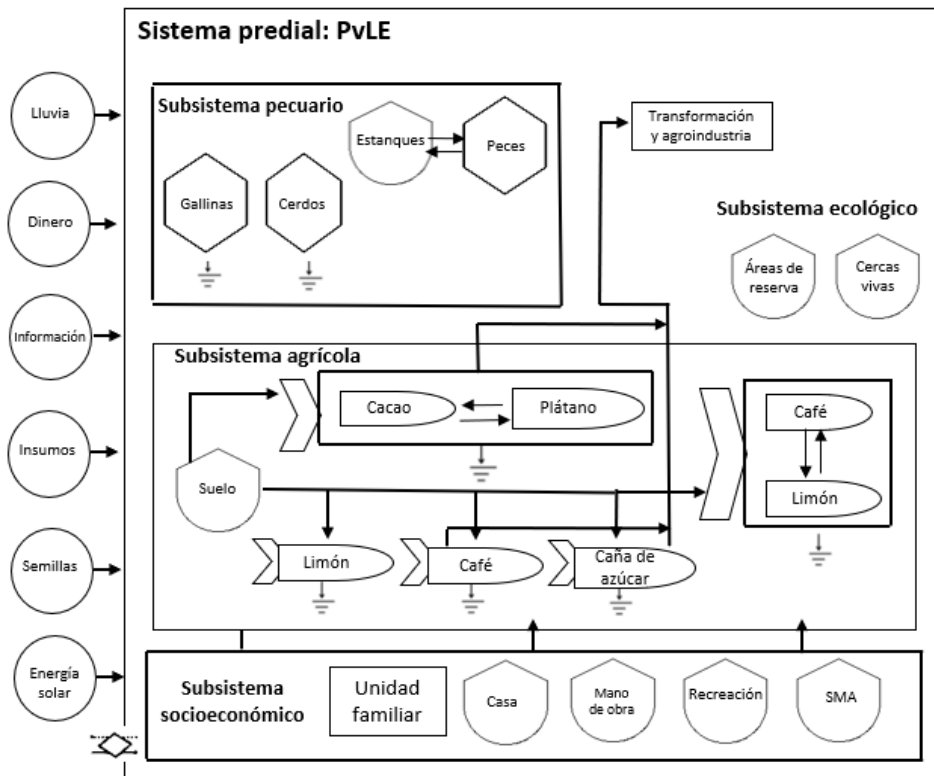 Sistema predial: PvLE
Lluvia
Dinero
Información
Insumos
Semillas
Energía
solar
Subsistema pecuario
Estanques
Peces
Gallinas
Cerdos
Transformación
y agroindustria
Subsistema ecológico
Áreas de
reserva
Cercas
vivas
Subsistema agrícola
Cacao
Plátano
Café
Limón
Suelo
Limón
Café
Caña de
azúcar
Subsistema
socioeconómico
Unidad
familiar
Casa
Mano
de obra
Recreación
SMA